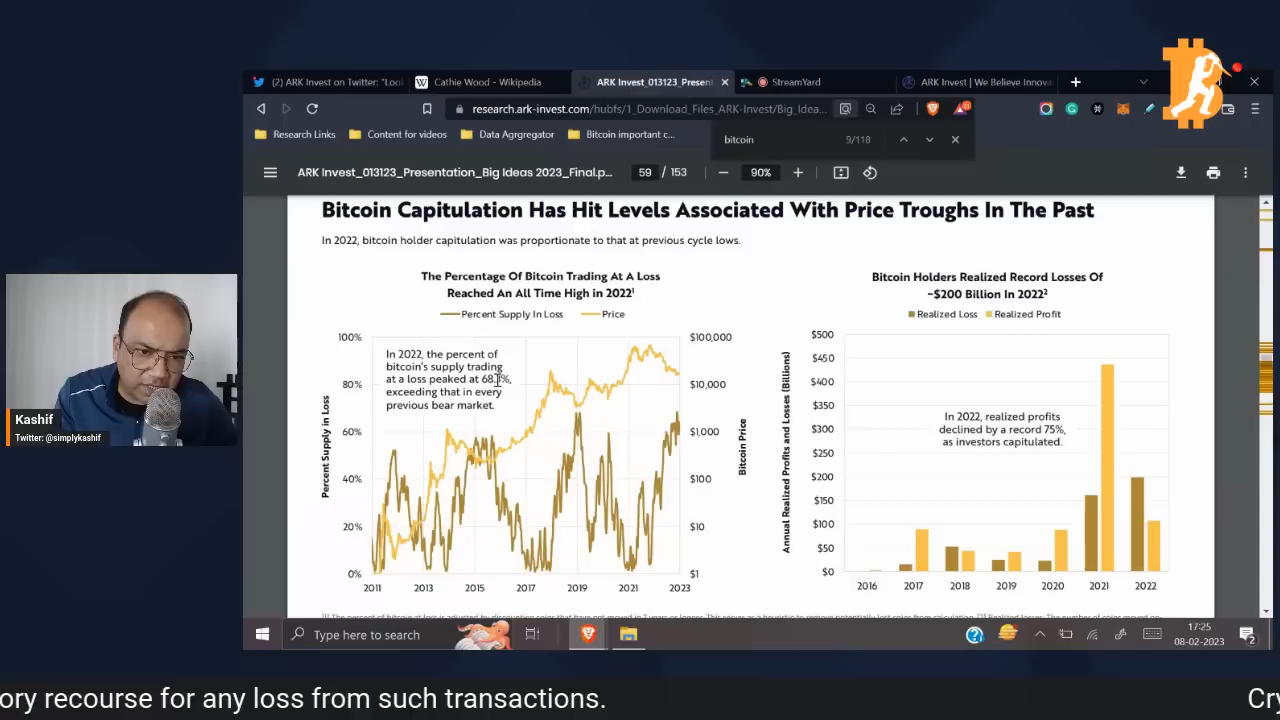 (2) ARK Invest on Twitter: "Look
Cathie Wood - Wikipedia
ARK Invest_013123_Present
StreamYard
ARK Invest | We Believe Innova
research.ark-invest.com/hubfs/1_Download_Files_ARK-Invest/Big_Idea...
Research Links
Content for videos
Data Agrgregator
Bitcoin important c...
bitcoin
9/118
ARK Invest_013123_Presentation_Big Ideas 2023_Final.p...
59 / 153
90%
Bitcoin Capitulation Has Hit Levels Associated With Price Troughs In The Past
In 2022, bitcoin holder capitulation was proportionate to that at previous cycle lows.
The Percentage Of Bitcoin Trading At A Loss
Reached An All Time High in 2022¹
Percent Supply In Loss
Price
100%
80%
60%
40%
20%
0%
Percent Supply in Loss
In 2022, the percent of
bitcoin's supply trading
at a loss peaked at
exceeding that in every
previous bear market.
$100,000
$10,000
$1,000
$100
$10
$1
Bitcoin Price
2011
2013
2015
2017
2019
2021
2023
Bitcoin Holders Realized Record Losses Of
~$200 Billion In 2022²
Realized Loss
Realized Profit
$500
$450
$400
$350
$300
$250
$200
$150
$100
$50
$0
Annual Realized Profits and Losses (Billions)
In 2022, realized profits
declined by a record 75%,
as investors capitulated.
2016
2017
2018
2019
2020
2021
2022
Kashif
Twitter: @simplykashif
Type here to search
17:25
08-02-2023
2
ory recourse for any loss from such transactions.
Cry